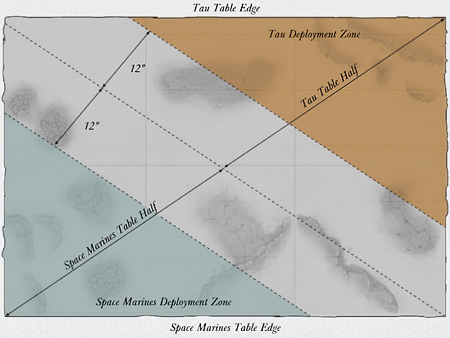 Tau Table Edge
Tau Deployment Zone
12"
Tau Table Half
12"
Space Marines Table Half
Space Marines Deployment Zone
Space Marines Table Edge